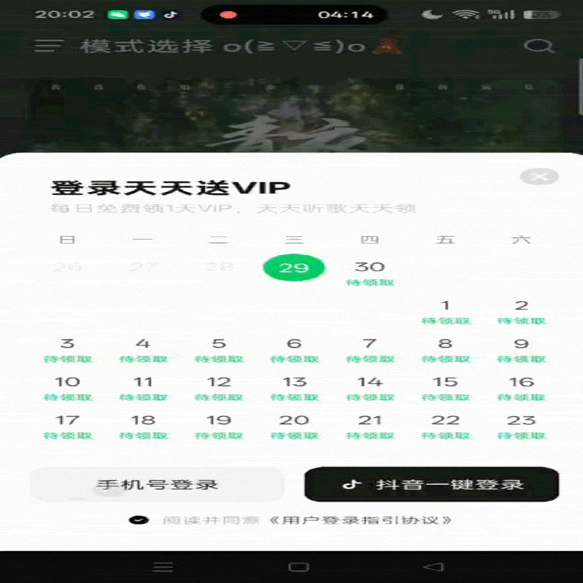 20:02 04:14 5G
模式选择 o(≧▽≦)o🧸
登录天天送VIP
每日免费领1天VIP，天天听歌天天领
日 一 二 三 四 五 六
26 27 28 29 30
待领取
1 2
待领取 待领取
3 4 5 6 7 8 9
待领取 待领取 待领取 待领取 待领取 待领取 待领取
10 11 12 13 14 15 16
待领取 待领取 待领取 待领取 待领取 待领取 待领取
17 18 19 20 21 22 23
待领取 待领取 待领取 待领取 待领取 待领取 待领取
手机号登录 抖音一键登录
阅读并同意《用户登录指引协议》